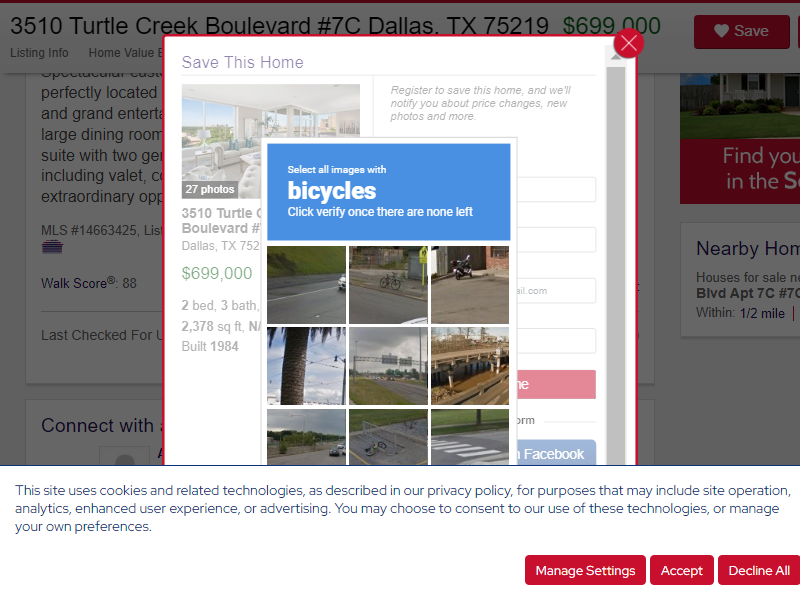 3510 Turtle Creek Boulevard #7C Dallas, TX 75219 $699,000
Save
Listing Info Home Value
Save This Home
perfectly located
and grand enterta
large dining room
suite with two
including valet,
extraordinary
MLS #14663425,
Walk Score®: 88
Last Checked For
Connect with
27 photos
3510 Turtle
Boulevard
Dallas, TX 752
$699,000
2 bed, 3 bath,
2,378 sq ft,
Built 1984
Register to save this home, and we'll
notify you about price changes, new
photos and more.
Select all images with
bicycles
Click verify once there are none left
ail.com
me
orm
Facebook
Find you
in the So
Nearby Hom
Houses for sale ne
Blvd Apt 7C #7C
Within: 1/2 mile |
This site uses cookies and related technologies, as described in our privacy policy, for purposes that may include site operation,
analytics, enhanced user experience, or advertising. You may choose to consent to our use of these technologies, or manage
your own preferences.
Manage Settings
Accept
Decline All